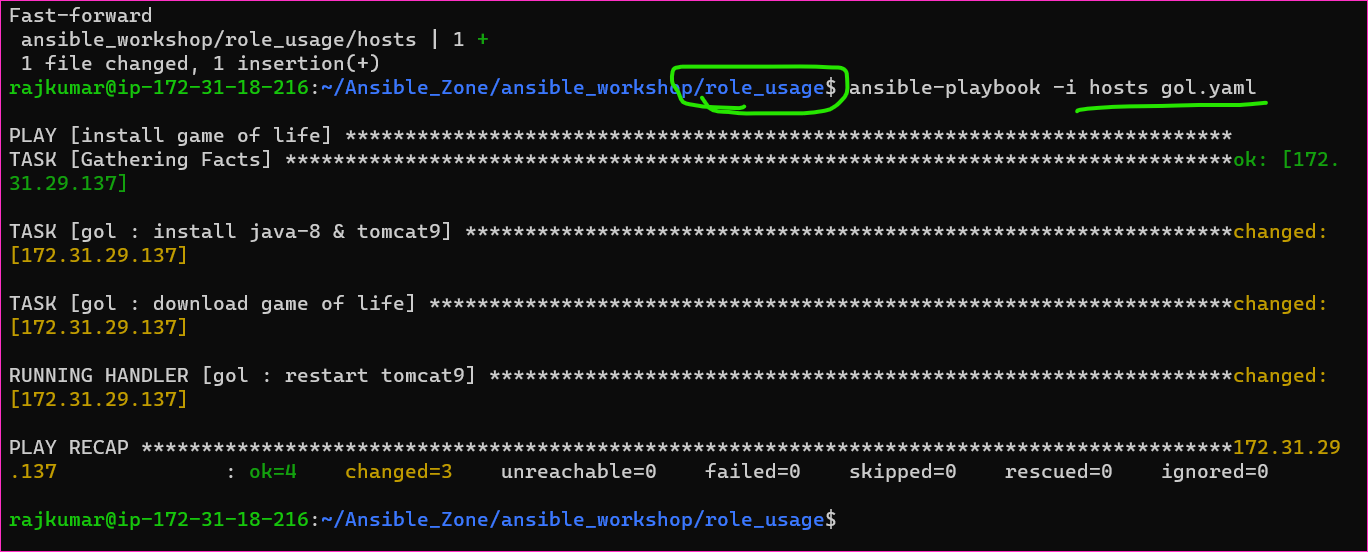 Fast-forward
 ansible_workshop/role_usage/hosts | 1 +
 1 file changed, 1 insertion(+)
rajkumar@ip-172-31-18-216:~/Ansible_Zone/ansible_workshop/role_usage$ ansible-playbook -i hosts gol.yaml
PLAY [install game of life] **************************************************************************
TASK [Gathering Facts] *******************************************************************************ok: [172.
31.29.137]
TASK [gol : install java-8 & tomcat9] ****************************************************************changed:
[172.31.29.137]
TASK [gol : download game of life] *******************************************************************changed:
[172.31.29.137]
RUNNING HANDLER [gol : restart tomcat9] **************************************************************changed:
[172.31.29.137]
PLAY RECAP *******************************************************************************************172.31.29
.137              : ok=4    changed=3    unreachable=0    failed=0    skipped=0    rescued=0    ignored=0
rajkumar@ip-172-31-18-216:~/Ansible_Zone/ansible_workshop/role_usage$